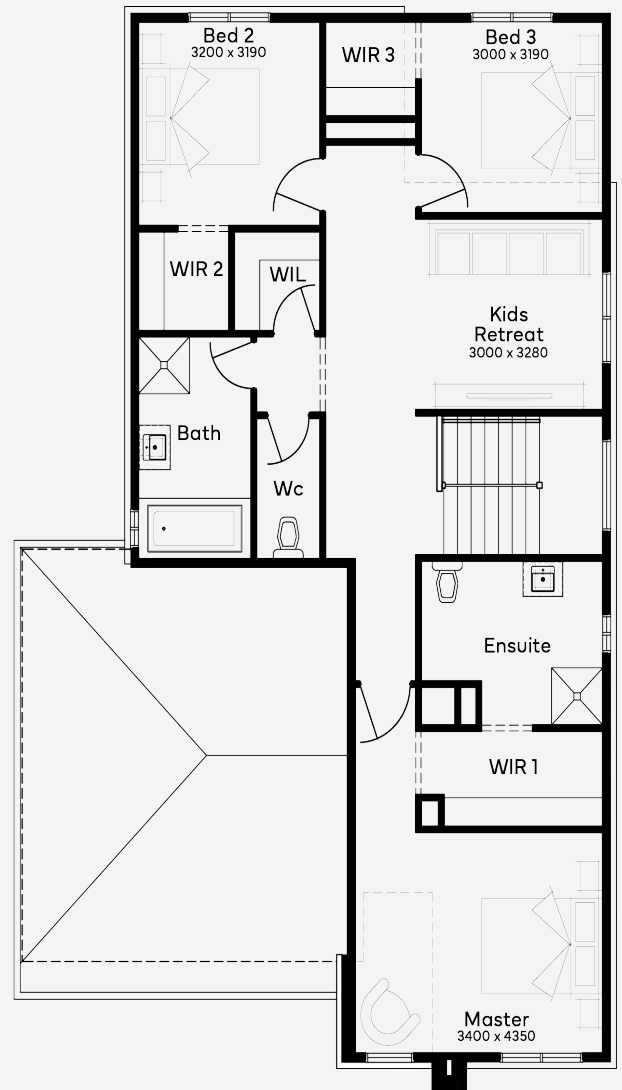 Bed 2
3200 x 3190
WIR 3
Bed 3
3000 x 3190
WIR 2
WIL
Kids
Retreat
3000 x 3280
Bath
Wc
Ensuite
WIR 1
Master
3400 x 4350